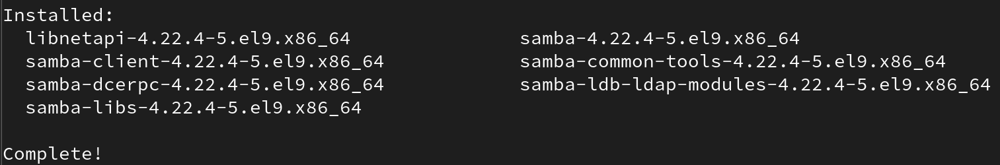 Installed:
  libnetapi-4.22.4-5.el9.x86_64               samba-4.22.4-5.el9.x86_64
  samba-client-4.22.4-5.el9.x86_64            samba-common-tools-4.22.4-5.el9.x86_64
  samba-dcerpc-4.22.4-5.el9.x86_64            samba-ldb-ldap-modules-4.22.4-5.el9.x86_64
  samba-libs-4.22.4-5.el9.x86_64

Complete!